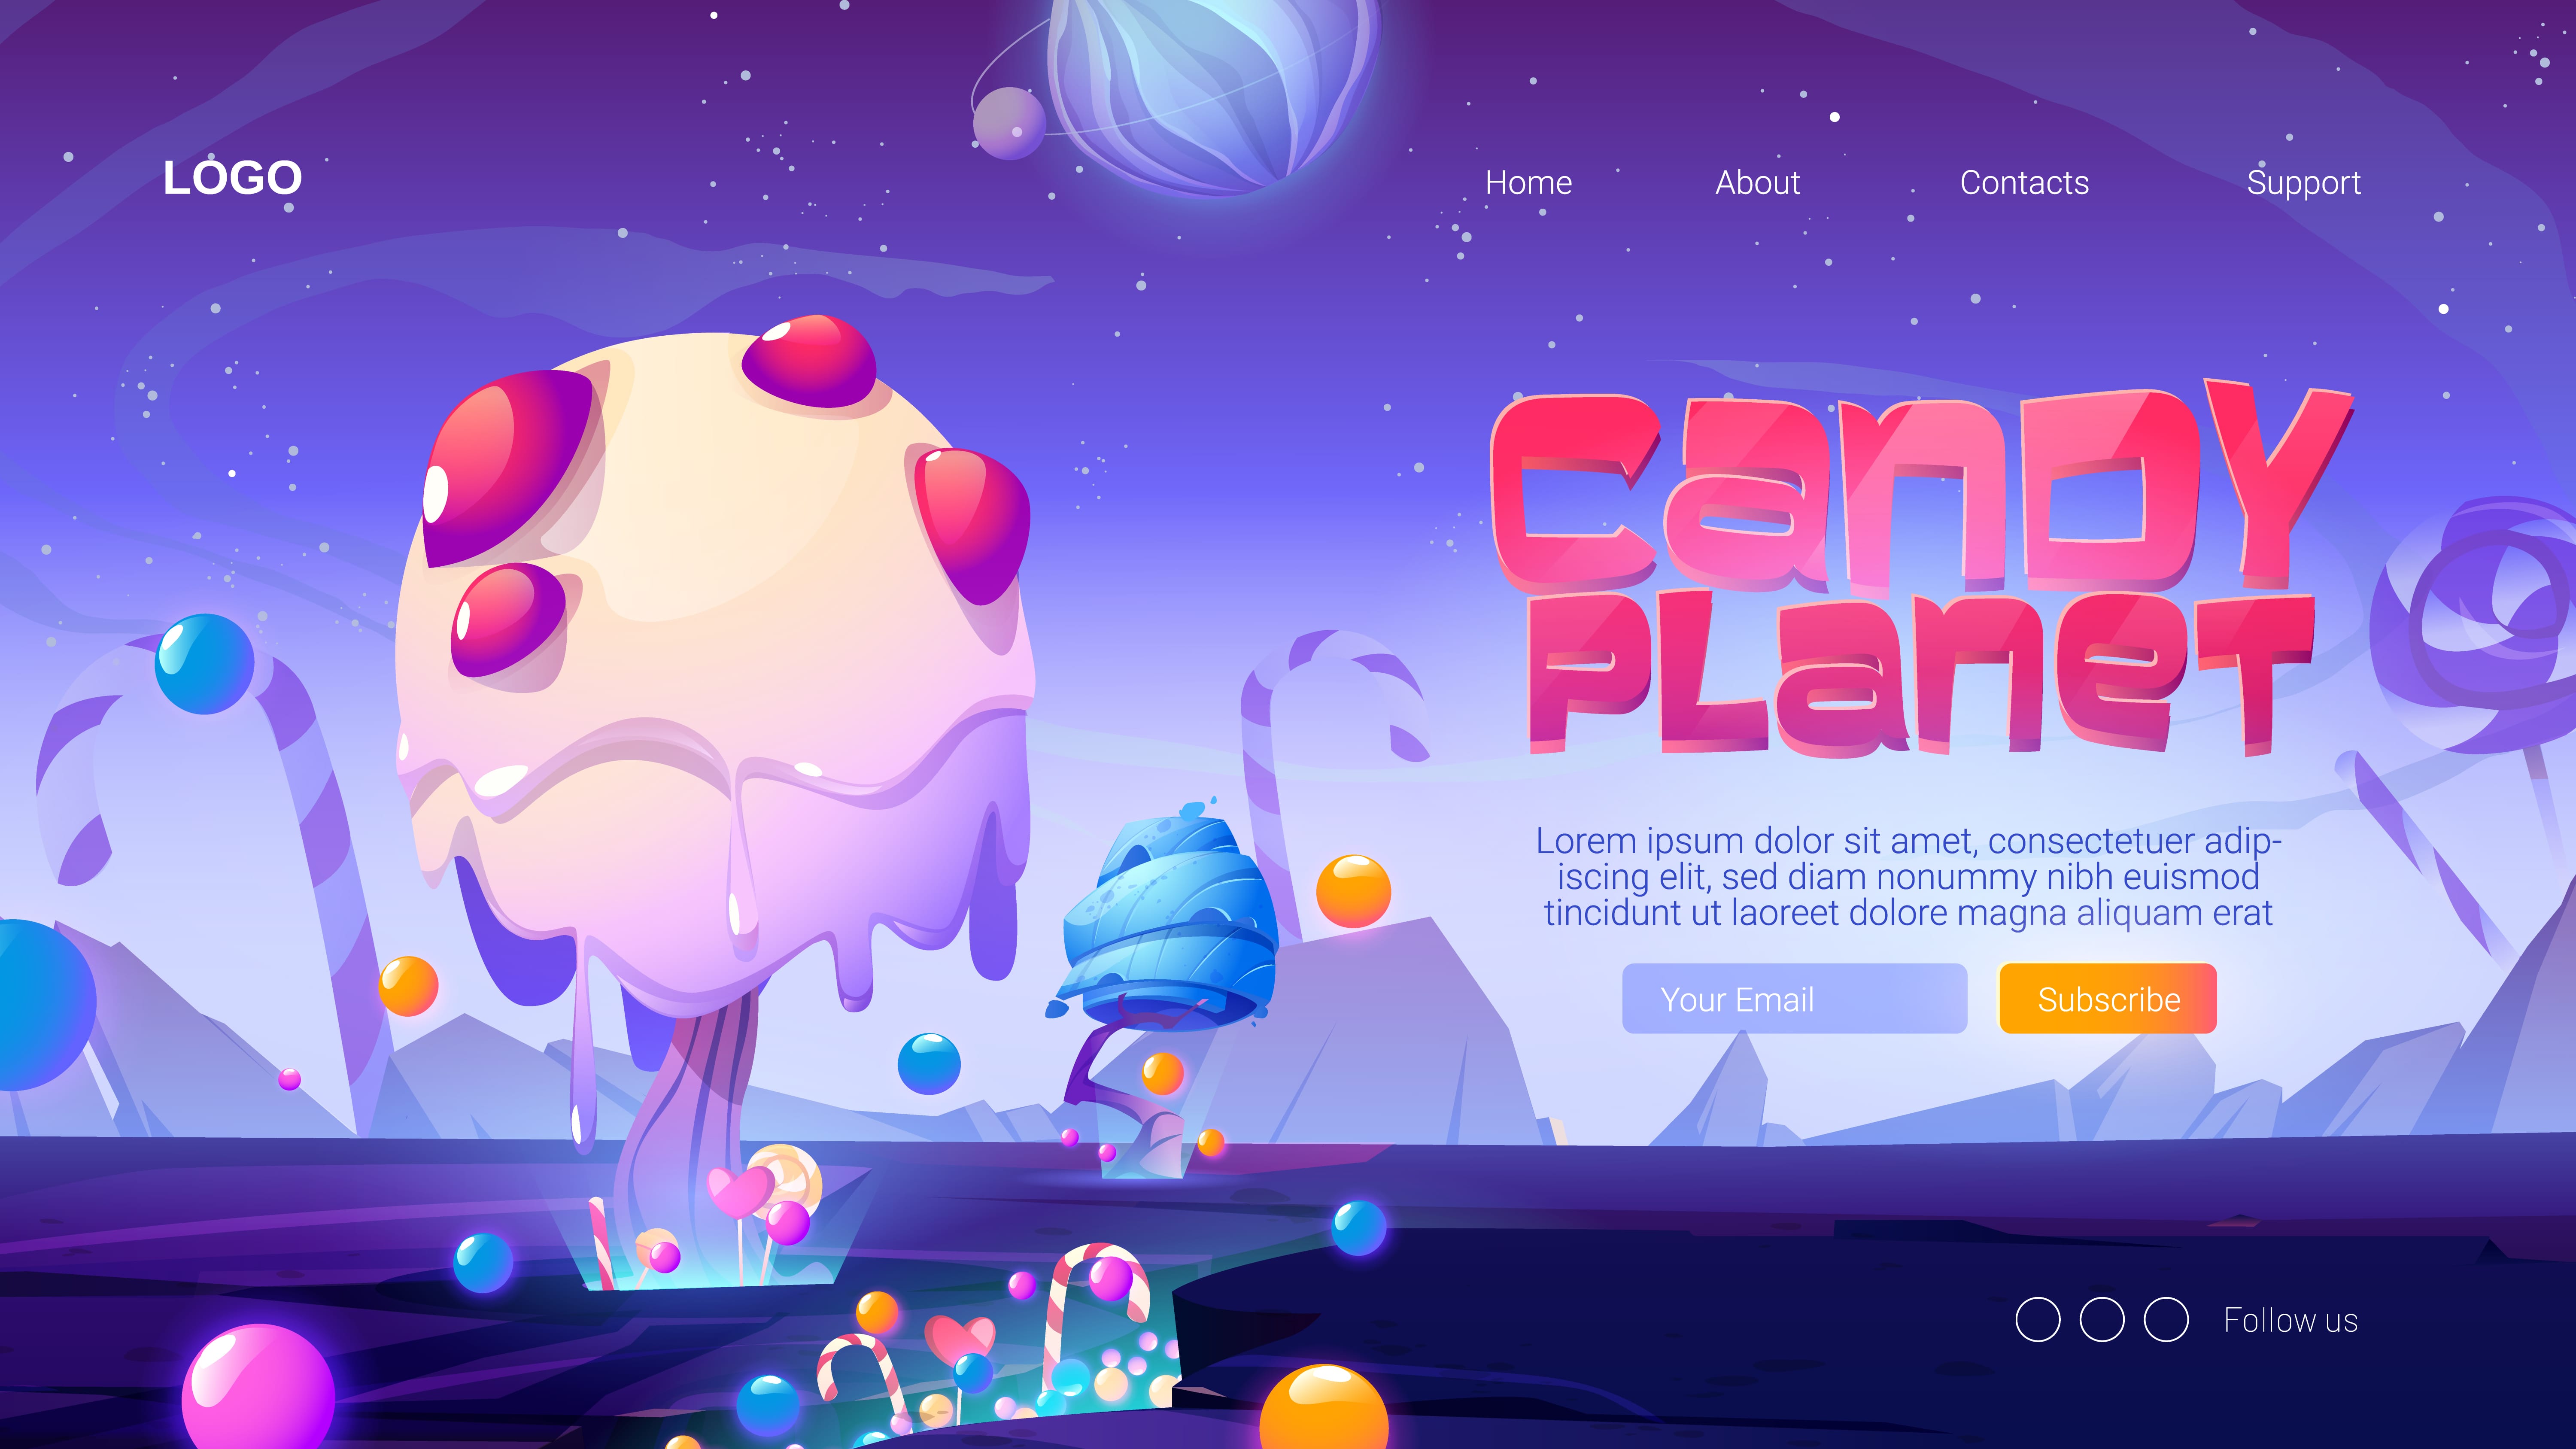 LOGO
Home About Contacts Support
CANDY
PLANET
Lorem ipsum dolor sit amet, consectetuer adip-
iscing elit, sed diam nonummy nibh euismod
tincidunt ut laoreet dolore magna aliquam erat
Your Email Subscribe
Follow us